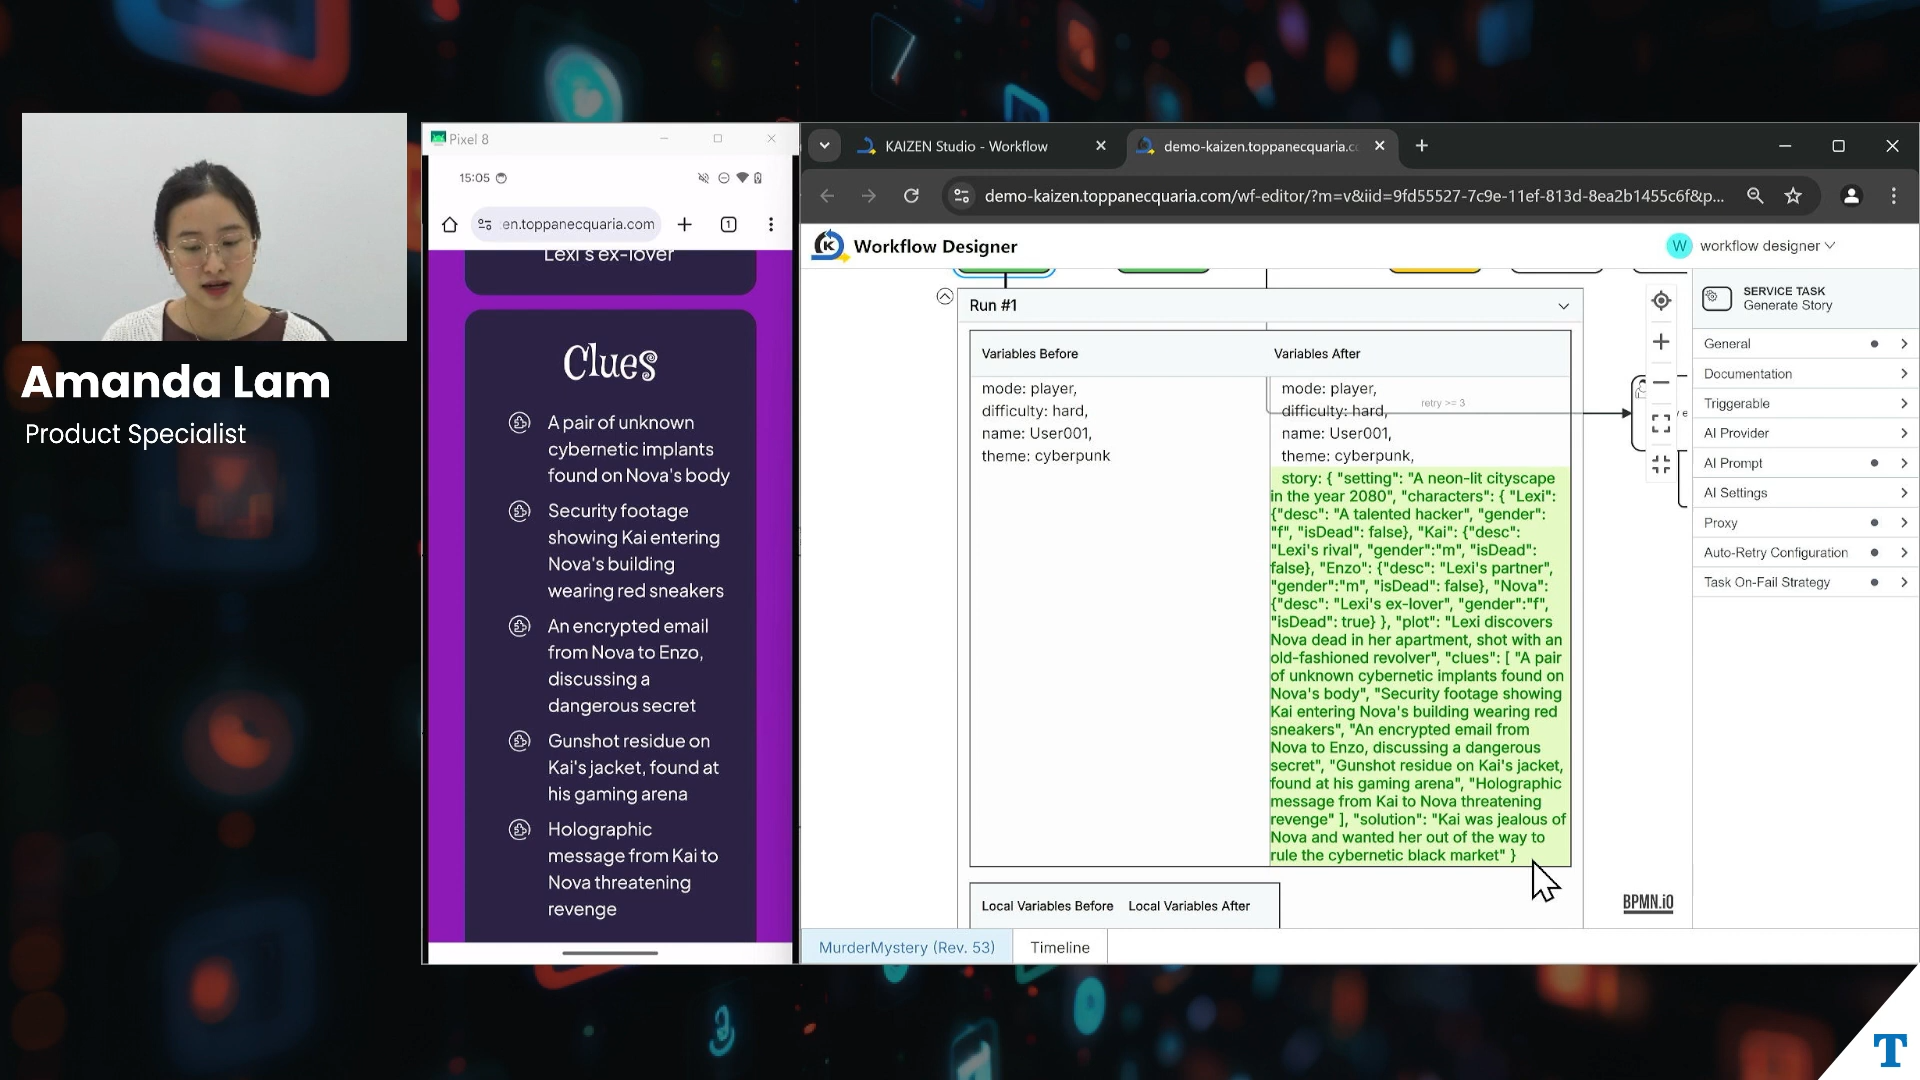 Amanda Lam
Product Specialist
Pixel 8
15:05
en.toppanecquaria.com
1
Lexi's ex-lover
Clues
A pair of unknown
cybernetic implants
found on Nova's body
Security footage
showing Kai entering
Nova's building
wearing red sneakers
An encrypted email
from Nova to Enzo,
discussing a
dangerous secret
Gunshot residue on
Kai's jacket, found at
his gaming arena
Holographic
message from Kai to
Nova threatening
revenge
KAIZEN Studio - Workflow
demo-kaizen.toppanecquaria.c
demo-kaizen.toppanecquaria.com/wf-editor/?m=v&iid=9fd55527-7c9e-11ef-813d-8ea2b1455c6f&p...
K
Workflow Designer
W workflow designer
Run #1
Variables Before
Variables After
mode: player,
difficulty: hard,
name: User001,
theme: cyberpunk
mode: player,
difficulty: hard,
name: User001,
theme: cyberpunk,
story: { "setting": "A neon-lit cityscape
in the year 2080", "characters": { "Lexi":
{"desc": "A talented hacker", "gender":
"f", "isDead": false}, "Kai": {"desc":
"Lexi's rival", "gender":"m", "isDead":
false}, "Enzo": {"desc": "Lexi's partner",
"gender":"m", "isDead": false}, "Nova":
{"desc": "Lexi's ex-lover", "gender":"f",
"isDead": true} }, "plot": "Lexi discovers
Nova dead in her apartment, shot with an
old-fashioned revolver", "clues": [ "A pair
of unknown cybernetic implants found on
Nova's body", "Security footage showing
Kai entering Nova's building wearing red
sneakers", "An encrypted email from
Nova to Enzo, discussing a dangerous
secret", "Gunshot residue on Kai's jacket,
found at his gaming arena", "Holographic
message from Kai to Nova threatening
revenge" ], "solution": "Kai was jealous of
Nova and wanted her out of the way to
rule the cybernetic black market" }
retry >= 3
Local Variables Before
Local Variables After
BPMN.iO
SERVICE TASK
Generate Story
General
Documentation
Triggerable
AI Provider
AI Prompt
AI Settings
Proxy
Auto-Retry Configuration
Task On-Fail Strategy
MurderMystery (Rev. 53)
Timeline
T